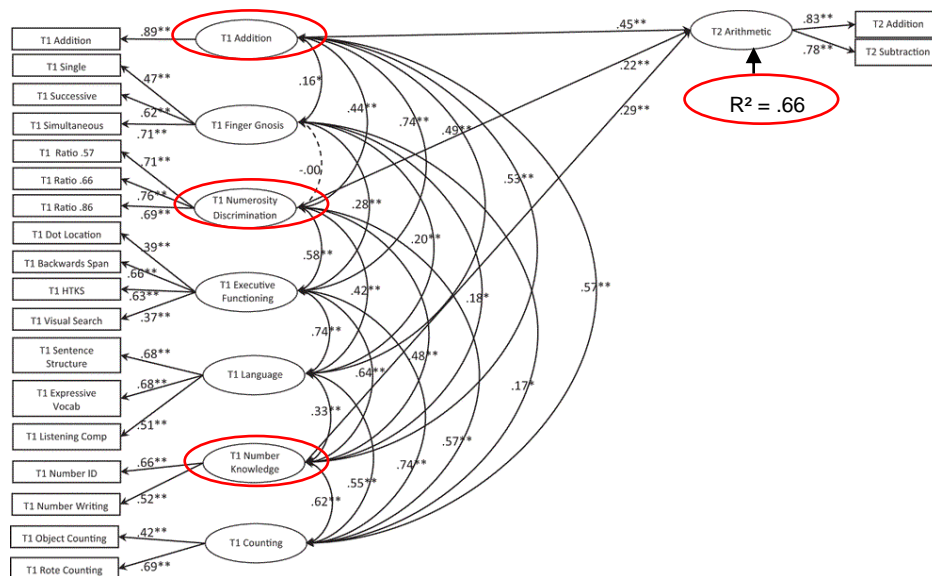 T1 Addition
T1 Single
T1 Successive
T1 Simultaneous
T1 Ratio .57
T1 Ratio .66
T1 Ratio .86
T1 Dot Location
T1 Backwards Span
T1 HTKS
T1 Visual Search
T1 Sentence
Structure
T1 Expressive
Vocab
T1 Listening Comp
T1 Number ID
T1 Number Writing
T1 Object Counting
T1 Rote Counting
.89**
.47**
.62**
.71**
.71**
.76**
.69**
.39**
.66**
.63**
.37**
.68**
.68**
.51**
.66**
.52**
.42**
.69**
T1 Addition
T1 Finger Gnosis
T1 Numerosity
Discrimination
T1 Executive
Functioning
T1 Language
T1 Number
Knowledge
T1 Counting
.16*
-.00
.58**
.74**
.33**
.62**
.44**
.28**
.42**
.64**
.55**
.74**
.20**
.48**
.74**
.49**
.18*
.57**
.53**
.17*
.57**
.45**
.22**
.29**
T2 Arithmetic
R² = .66
.83**
.78**
T2 Addition
T2 Subtraction